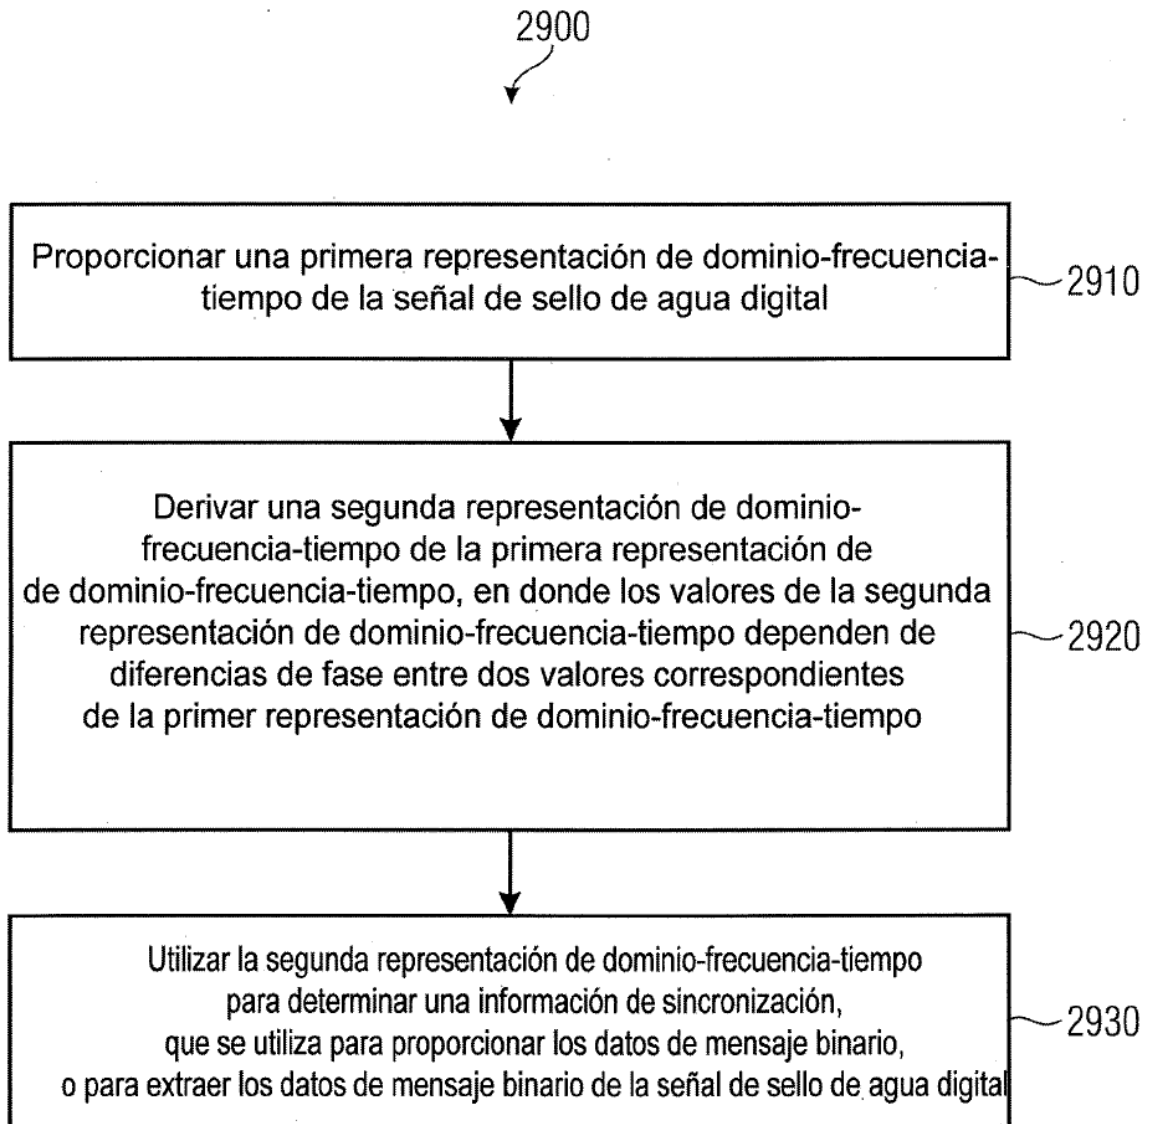 2900
Proporcionar una primera representación de dominio-frecuencia-
tiempo de la señal de sello de agua digital
2910
Derivar una segunda representación de dominio-
frecuencia-tiempo de la primera representación de
de dominio-frecuencia-tiempo, en donde los valores de la segunda
representación de dominio-frecuencia-tiempo dependen de
diferencias de fase entre dos valores correspondientes
de la primer representación de dominio-frecuencia-tiempo
2920
Utilizar la segunda representación de dominio-frecuencia-tiempo
para determinar una información de sincronización,
que se utiliza para proporcionar los datos de mensaje binario,
o para extraer los datos de mensaje binario de la señal de sello de agua digital
2930